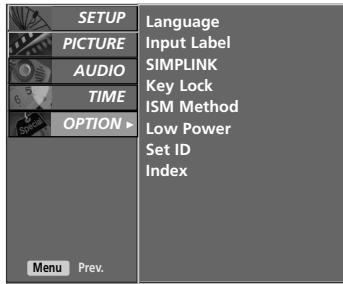 SETUP
PICTURE
AUDIO
TIME
OPTION ►
Language
Input Label
SIMPLINK
Key Lock
ISM Method
Low Power
Set ID
Index
Menu Prev.